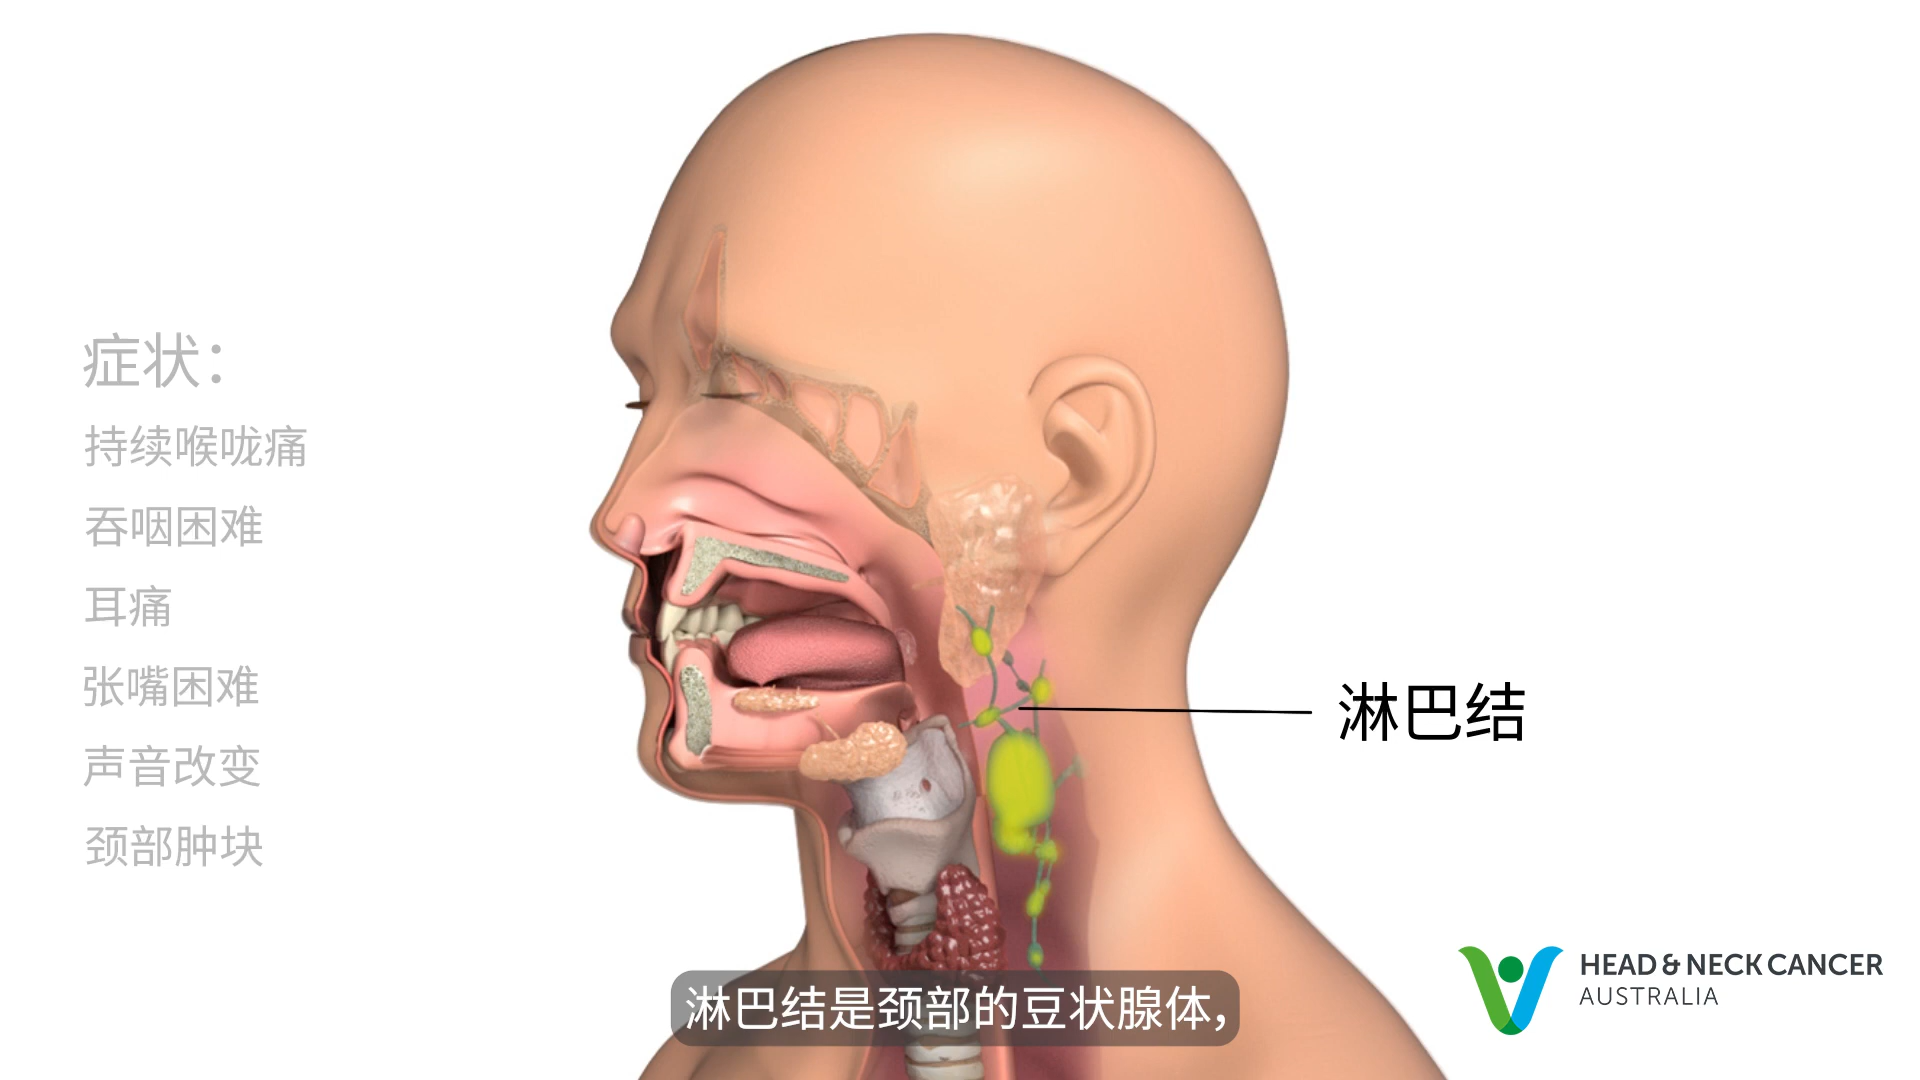 症状：
持续喉咙痛
吞咽困难
耳痛
张嘴困难
声音改变
颈部肿块
淋巴结
HEAD & NECK CANCER
AUSTRALIA
淋巴结是颈部的豆状腺体，